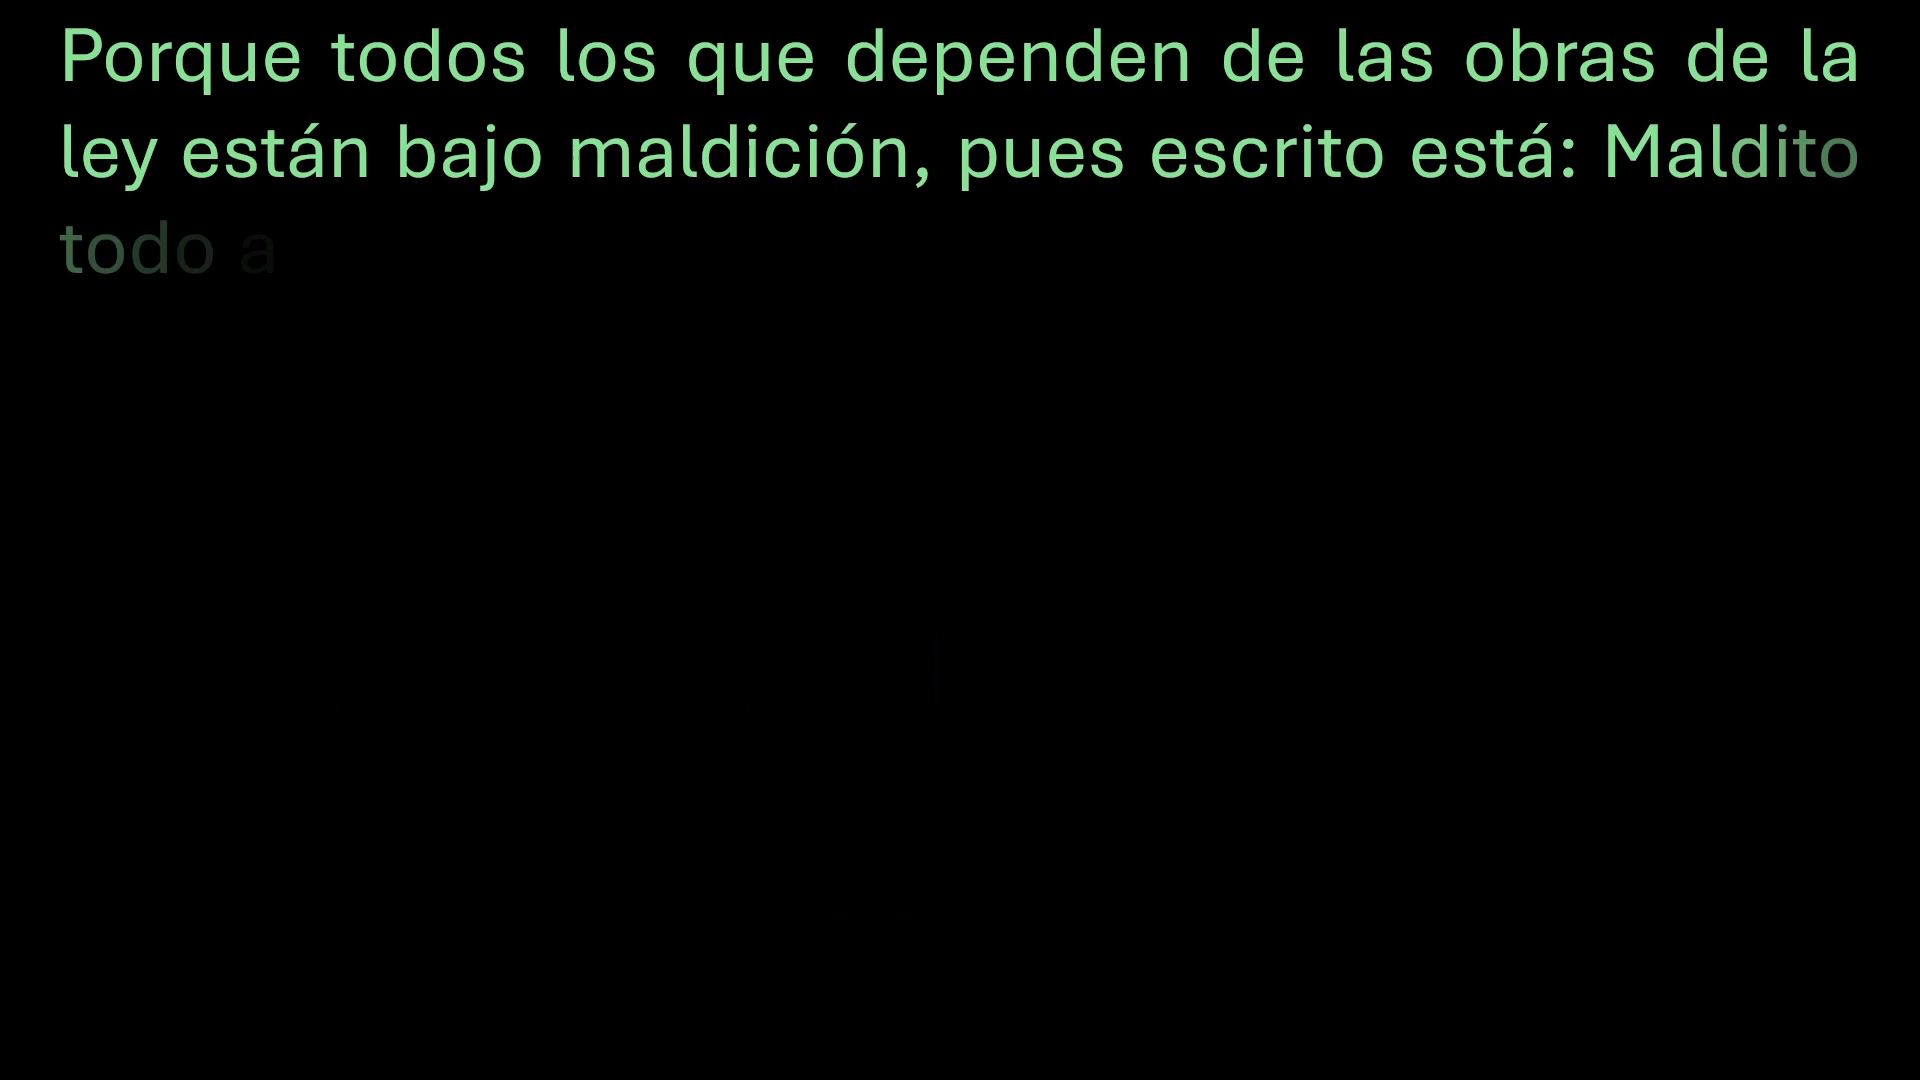 Porque todos los que dependen de las obras de la
ley están bajo maldición, pues escrito está: Maldito
todo a